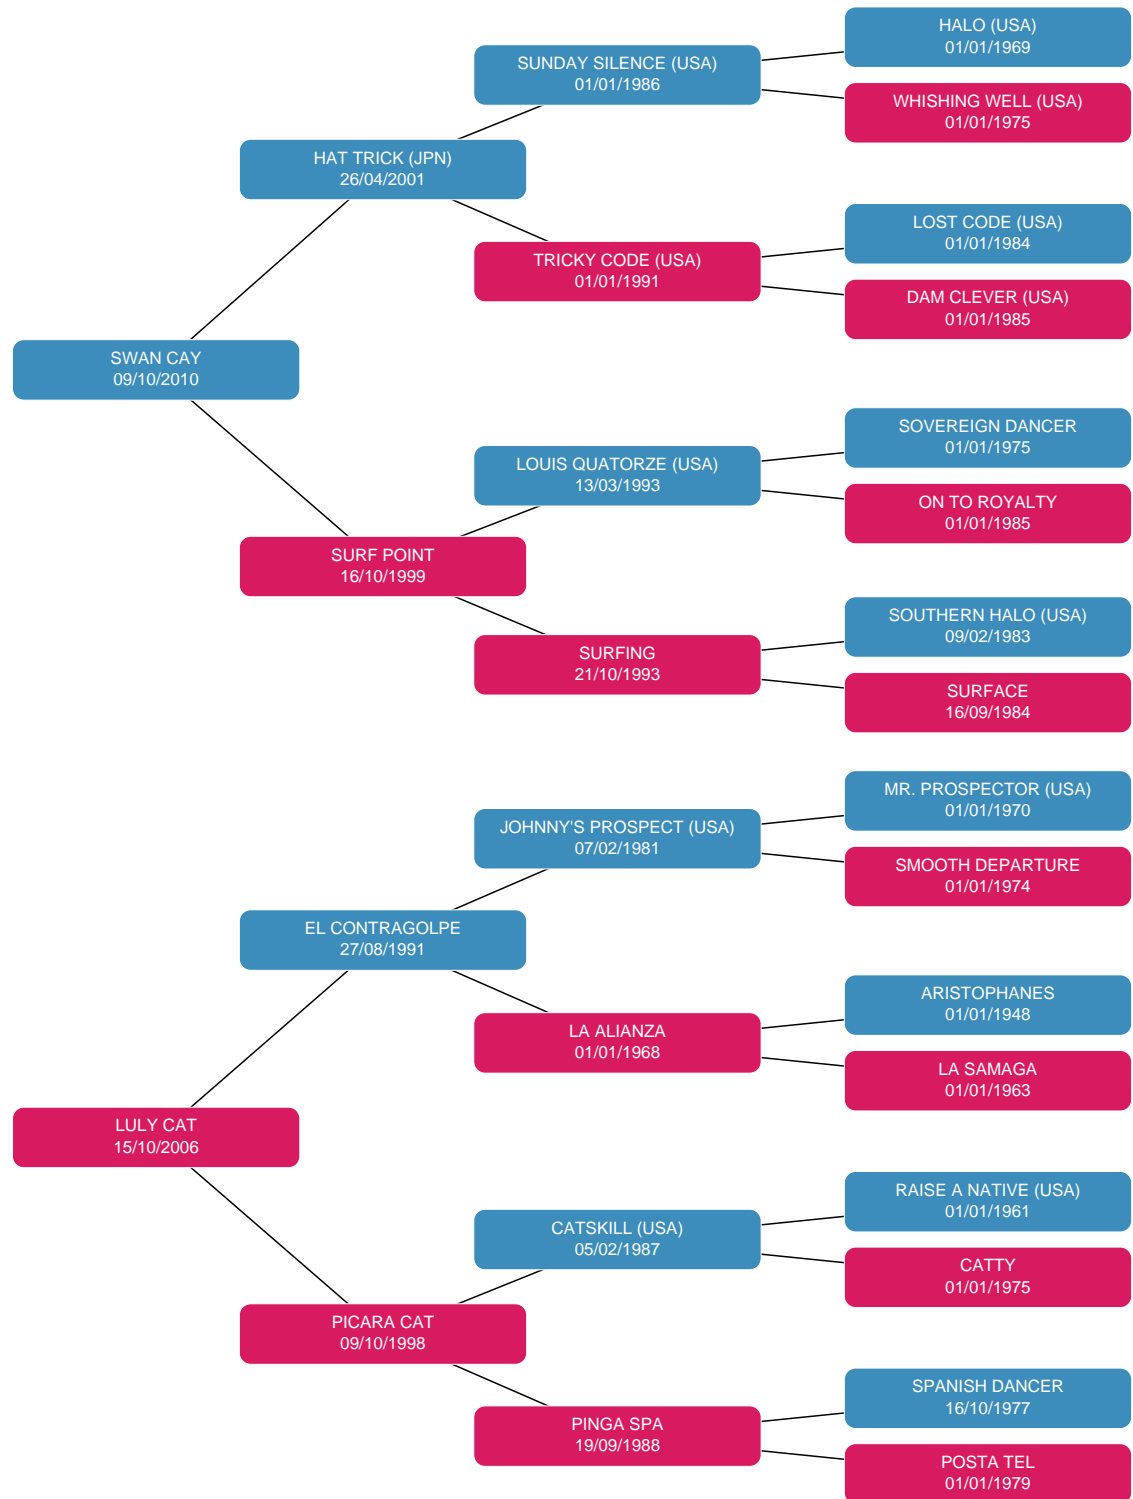 HALO (USA)
01/01/1969
SUNDAY SILENCE (USA)
01/01/1986
WHISHING WELL (USA)
01/01/1975
HAT TRICK (JPN)
26/04/2001
LOST CODE (USA)
01/01/1984
TRICKY CODE (USA)
01/01/1991
DAM CLEVER (USA)
01/01/1985
SWAN CAY
09/10/2010
SOVEREIGN DANCER
01/01/1975
LOUIS QUATORZE (USA)
13/03/1993
ON TO ROYALTY
01/01/1985
SURF POINT
16/10/1999
SOUTHERN HALO (USA)
09/02/1983
SURFING
21/10/1993
SURFACE
16/09/1984
MR. PROSPECTOR (USA)
01/01/1970
JOHNNY'S PROSPECT (USA)
07/02/1981
SMOOTH DEPARTURE
01/01/1974
EL CONTRAGOLPE
27/08/1991
ARISTOPHANES
01/01/1948
LA ALIANZA
01/01/1968
LA SAMAGA
01/01/1963
LULY CAT
15/10/2006
RAISE A NATIVE (USA)
01/01/1961
CATSKILL (USA)
05/02/1987
CATTY
01/01/1975
PICARA CAT
09/10/1998
SPANISH DANCER
16/10/1977
PINGA SPA
19/09/1988
POSTA TEL
01/01/1979